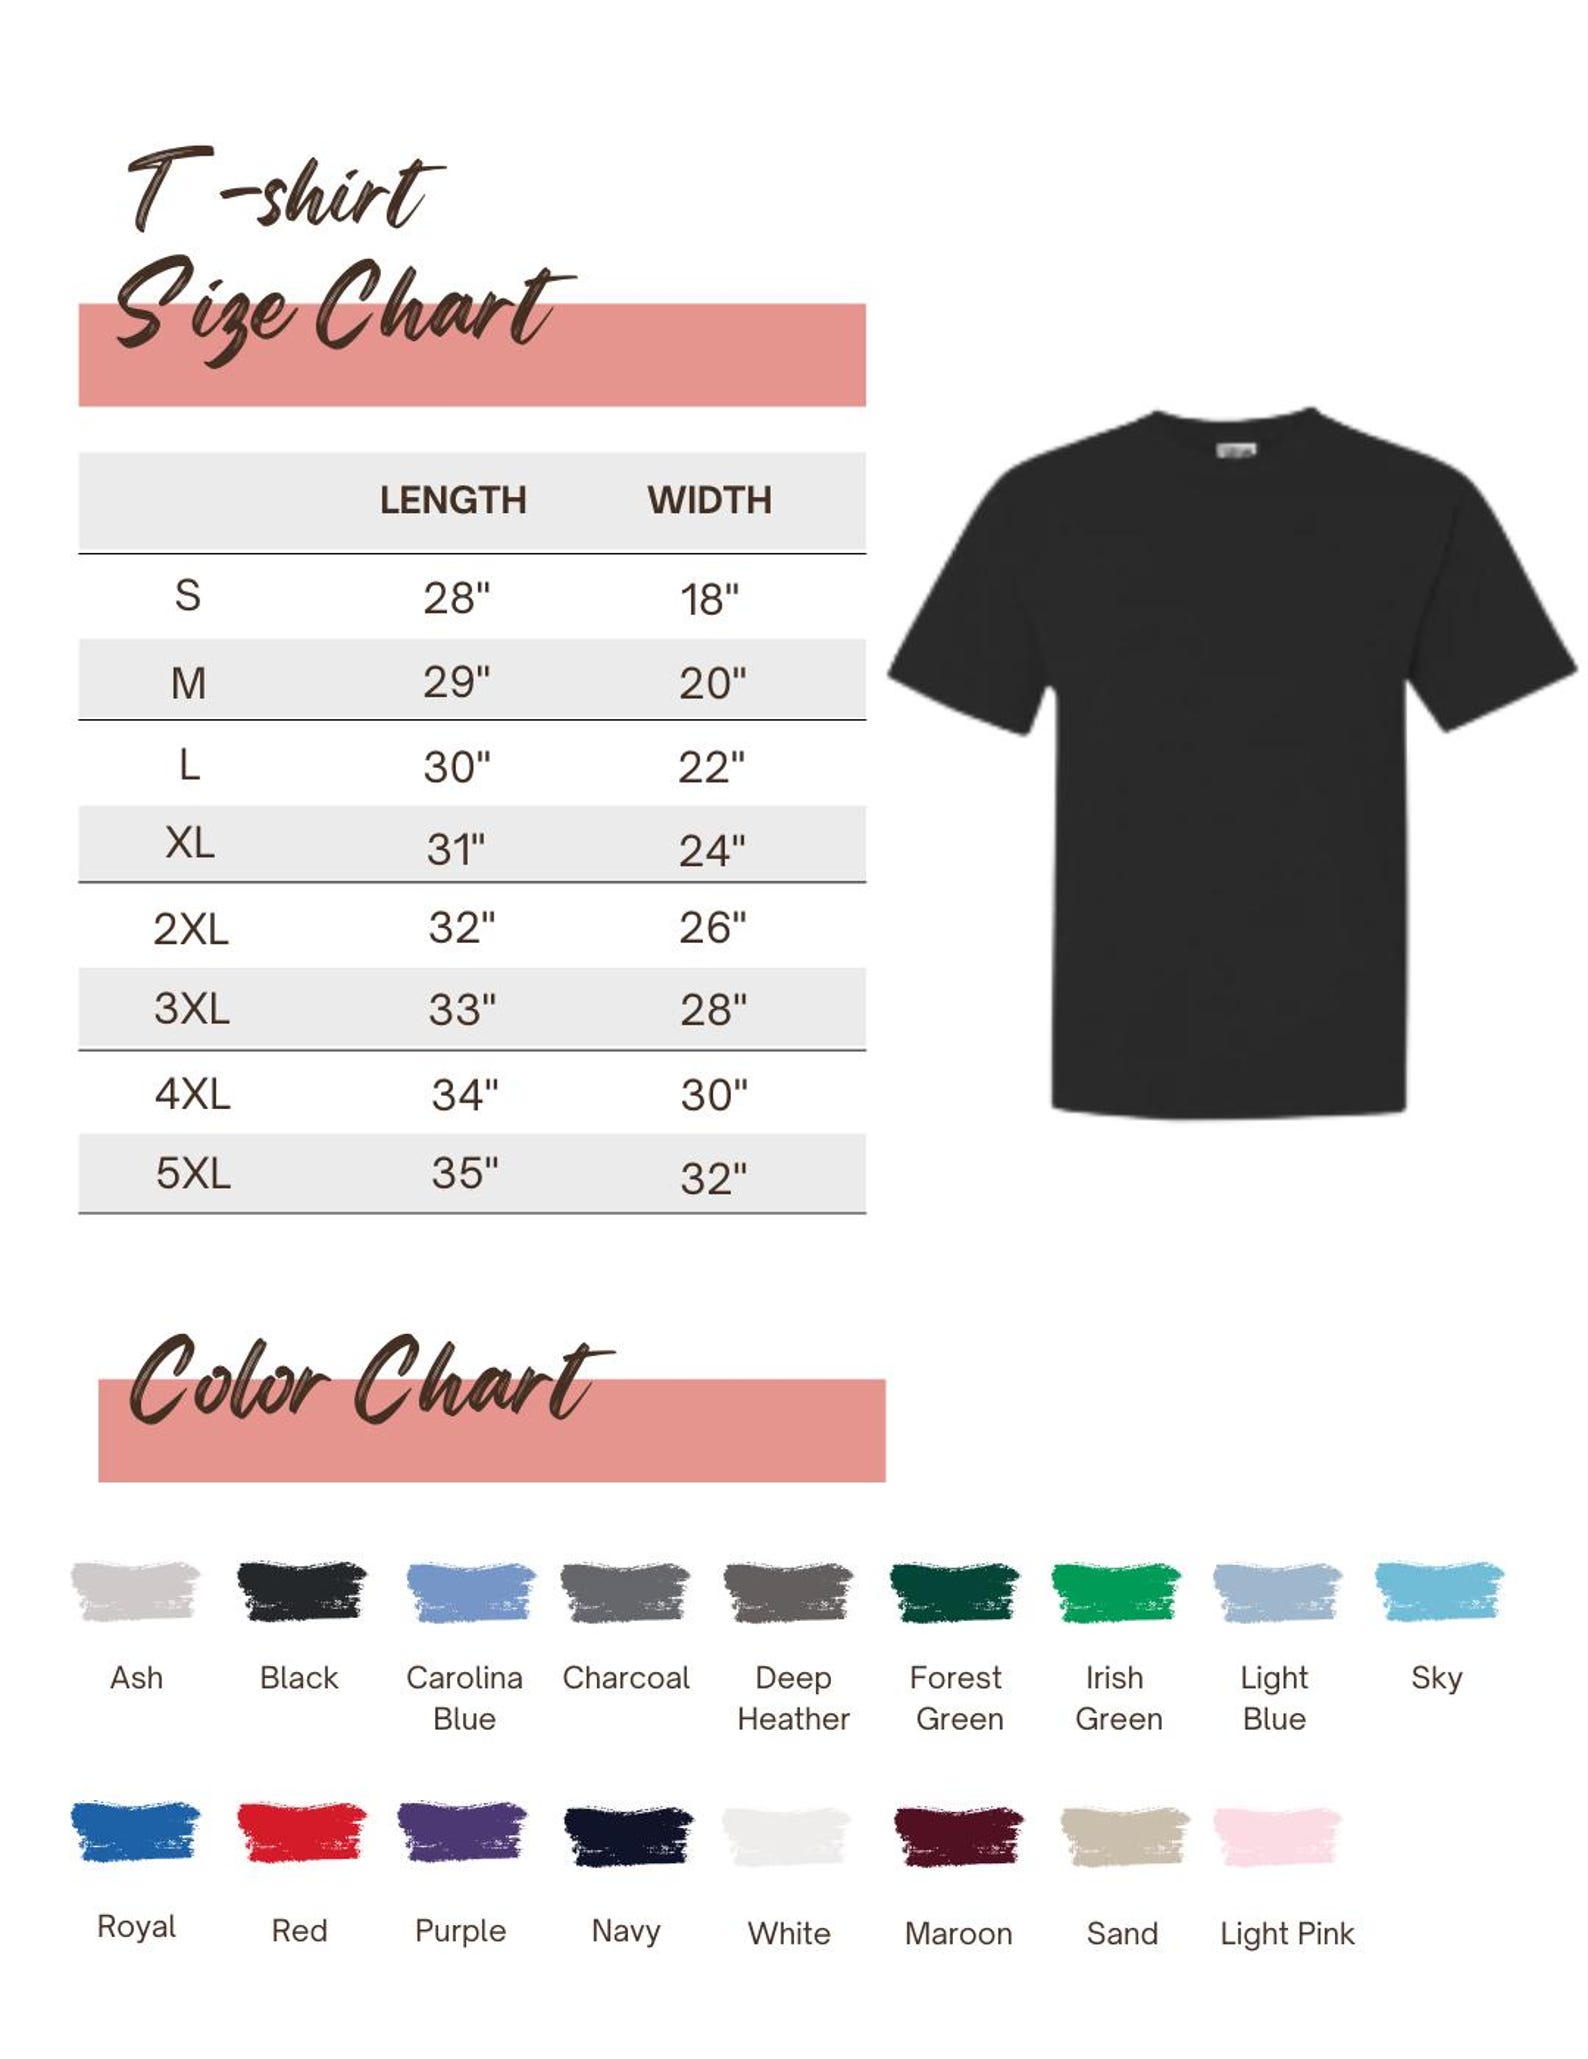 T-shirt
Size Chart
LENGTH WIDTH
S 28" 18"
M 29" 20"
L 30" 22"
XL 31" 24"
2XL 32" 26"
3XL 33" 28"
4XL 34" 30"
5XL 35" 32"
Color Chart
Ash Black Carolina Blue Charcoal Deep Heather Forest Green Irish Green Light Blue Sky
Royal Red Purple Navy White Maroon Sand Light Pink